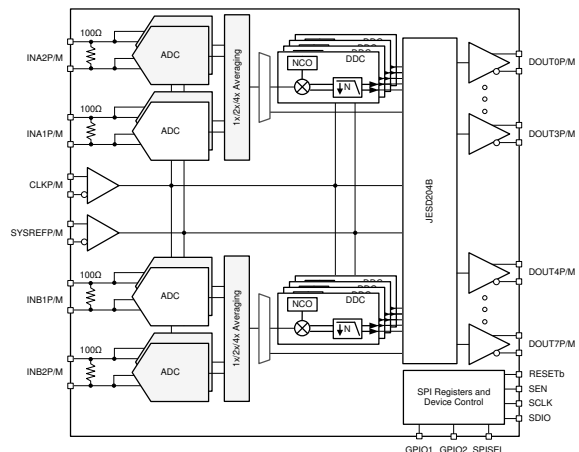 100Ω
INA2P/M
ADC
100Ω
INA1P/M
ADC
1x/2x/4x Averaging
NCO
DDC
DDC
N
JESD204B
DOUT0P/M
DOUT3P/M
CLKP/M
SYSREFP/M
100Ω
INB1P/M
ADC
100Ω
INB2P/M
ADC
1x/2x/4x Averaging
NCO
DDC
DDC
N
DOUT4P/M
DOUT7P/M
SPI Registers and
Device Control
RESETb
SEN
SCLK
SDIO
GPIO1 GPIO2 SPISEL